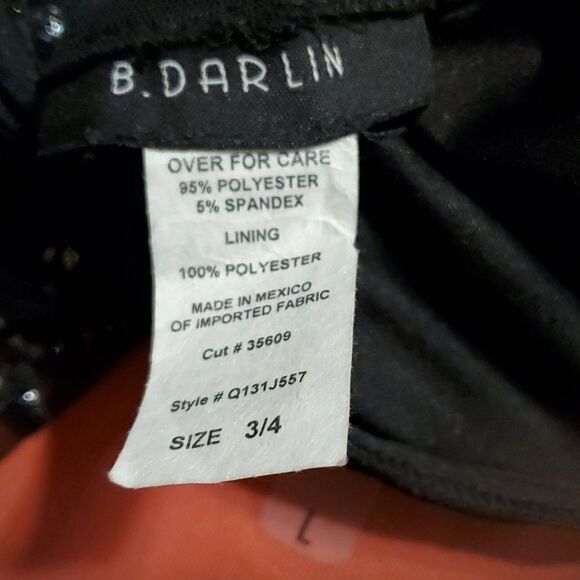 B.DARLIN
OVER FOR CARE
95% POLYESTER
5% SPANDEX
LINING
100% POLYESTER
MADE IN MEXICO
OF IMPORTED FABRIC
Cut # 35609
Style # Q131J557
SIZE 3/4